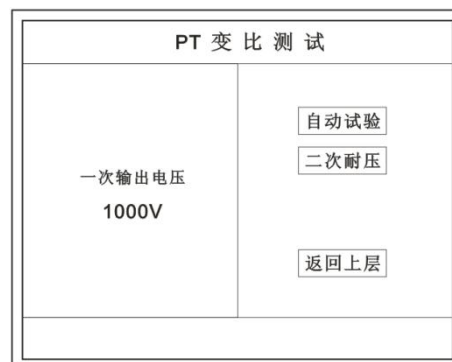 PT 变 比 测 试
一次输出电压
1000V
自动试验
二次耐压
返回上层